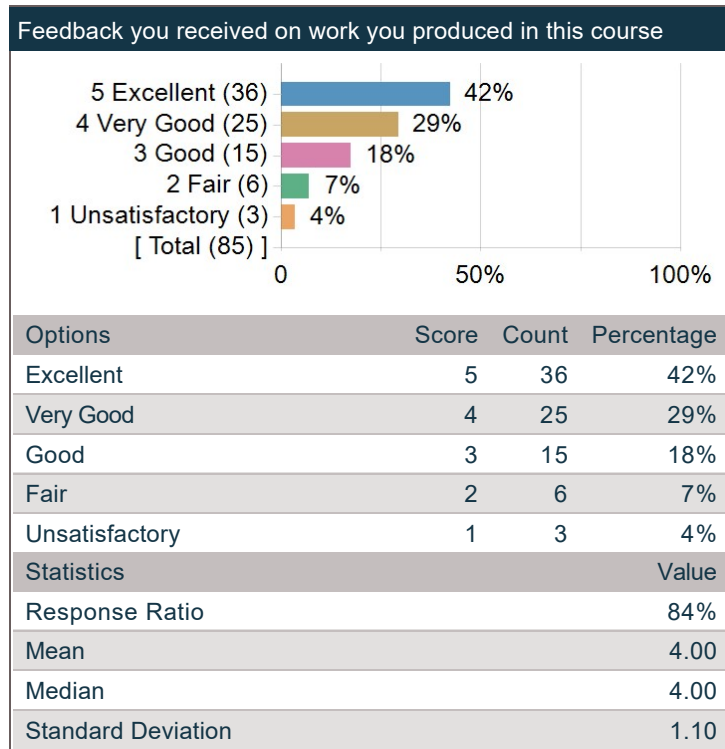 Feedback you received on work you produced in this course
5 Excellent (36) 42%
4 Very Good (25) 29%
3 Good (15) 18%
2 Fair (6) 7%
1 Unsatisfactory (3) 4%
[ Total (85) ]
0 50% 100%
Options Score Count Percentage
Excellent 5 36 42%
Very Good 4 25 29%
Good 3 15 18%
Fair 2 6 7%
Unsatisfactory 1 3 4%
Statistics Value
Response Ratio 84%
Mean 4.00
Median 4.00
Standard Deviation 1.10